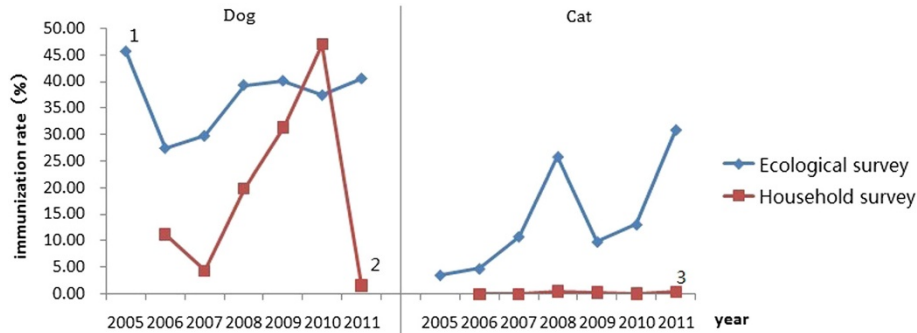 Dog
Cat
50.00
45.00
40.00
35.00
30.00
25.00
20.00
15.00
10.00
5.00
0.00
immunization rate (%)
1
2
3
2005 2006 2007 2008 2009 2010 2011
2005 2006 2007 2008 2009 2010 2011
year
Ecological survey
Household survey